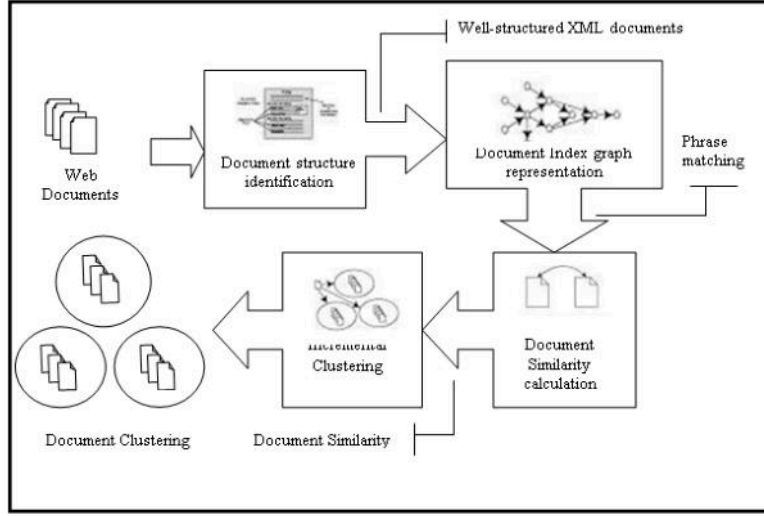 Well-structured XML documents
Web
Documents
Document structure
identification
Document Index graph
representation
Phrase
matching
Document
Similarity
calculation
Incremental
Clustering
Document Similarity
Document Clustering